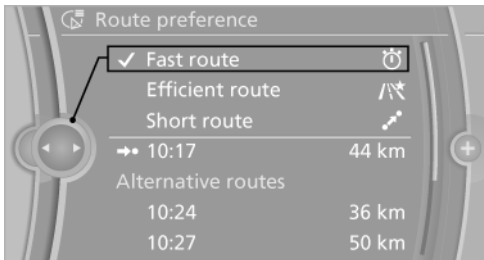 Route preference
Fast route
Efficient route
Short route
10:17 44 km
Alternative routes
10:24 36 km
10:27 50 km